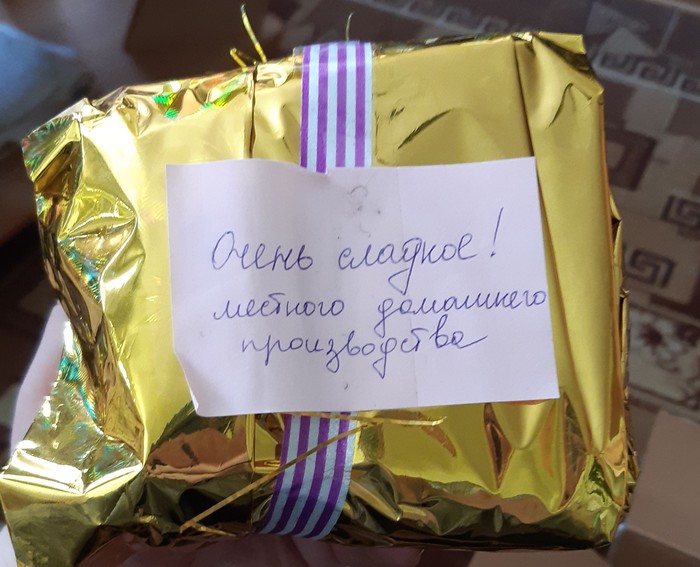 Очень сладкое!
местного домашнего
производства